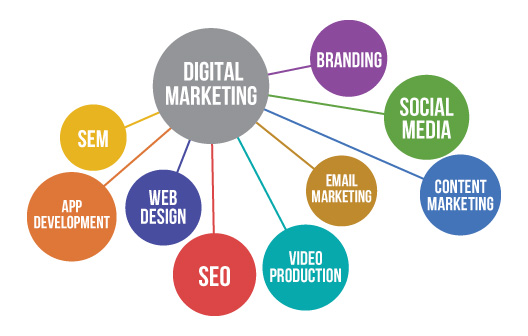 DIGITAL
MARKETING
BRANDING
SOCIAL
MEDIA
SEM
CONTENT
MARKETING
EMAIL
MARKETING
WEB
DESIGN
APP
DEVELOPMENT
SEO
VIDEO
PRODUCTION